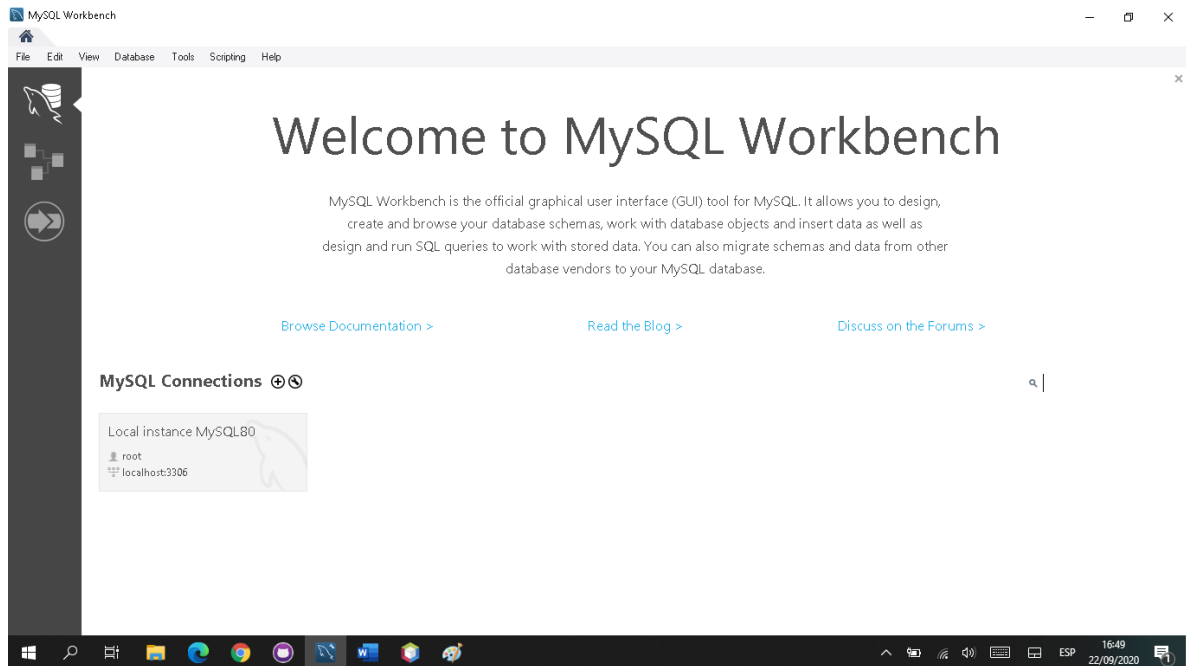 MySQL Workbench
File Edit View Database Tools Scripting Help
Welcome to MySQL Workbench
MySQL Workbench is the official graphical user interface (GUI) tool for MySQL. It allows you to design,
create and browse your database schemas, work with database objects and insert data as well as
design and run SQL queries to work with stored data. You can also migrate schemas and data from other
database vendors to your MySQL database.
Browse Documentation > Read the Blog > Discuss on the Forums >
MySQL Connections
Local instance MySQL80
root
localhost:3306
ESP
16:49
22/09/2020
1